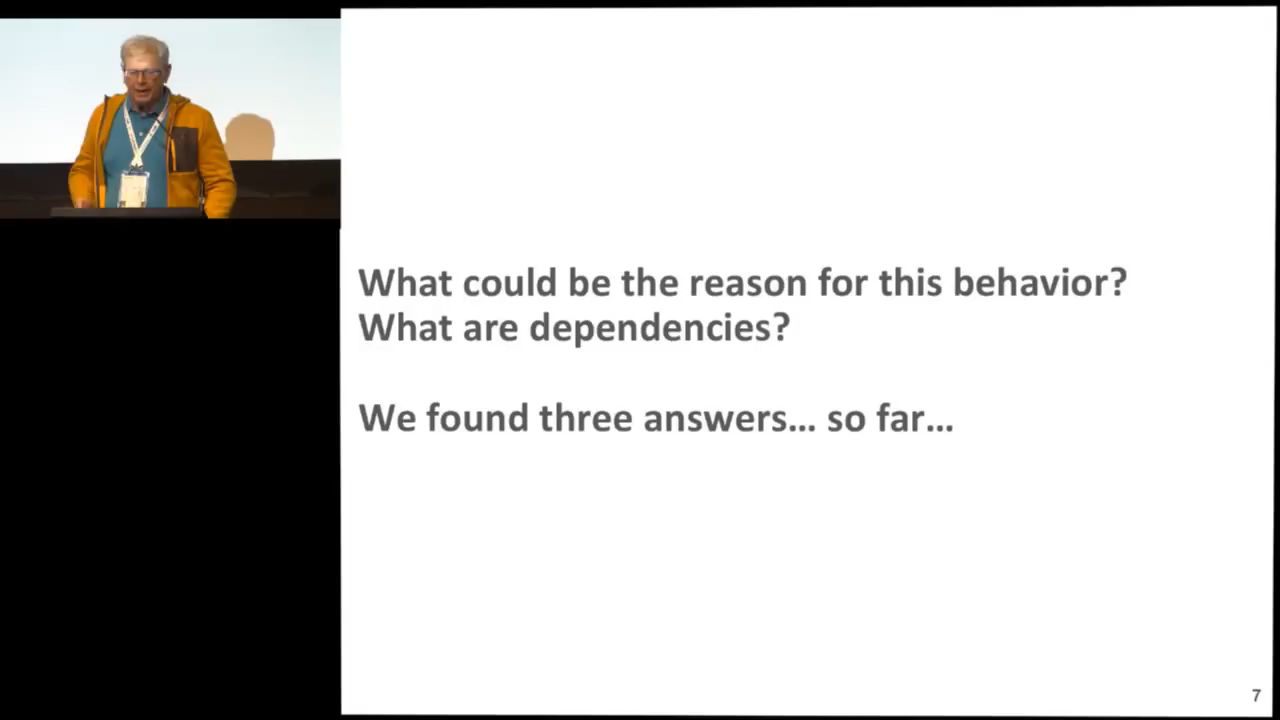 What could be the reason for this behavior?
What are dependencies?
We found three answers… so far…
7